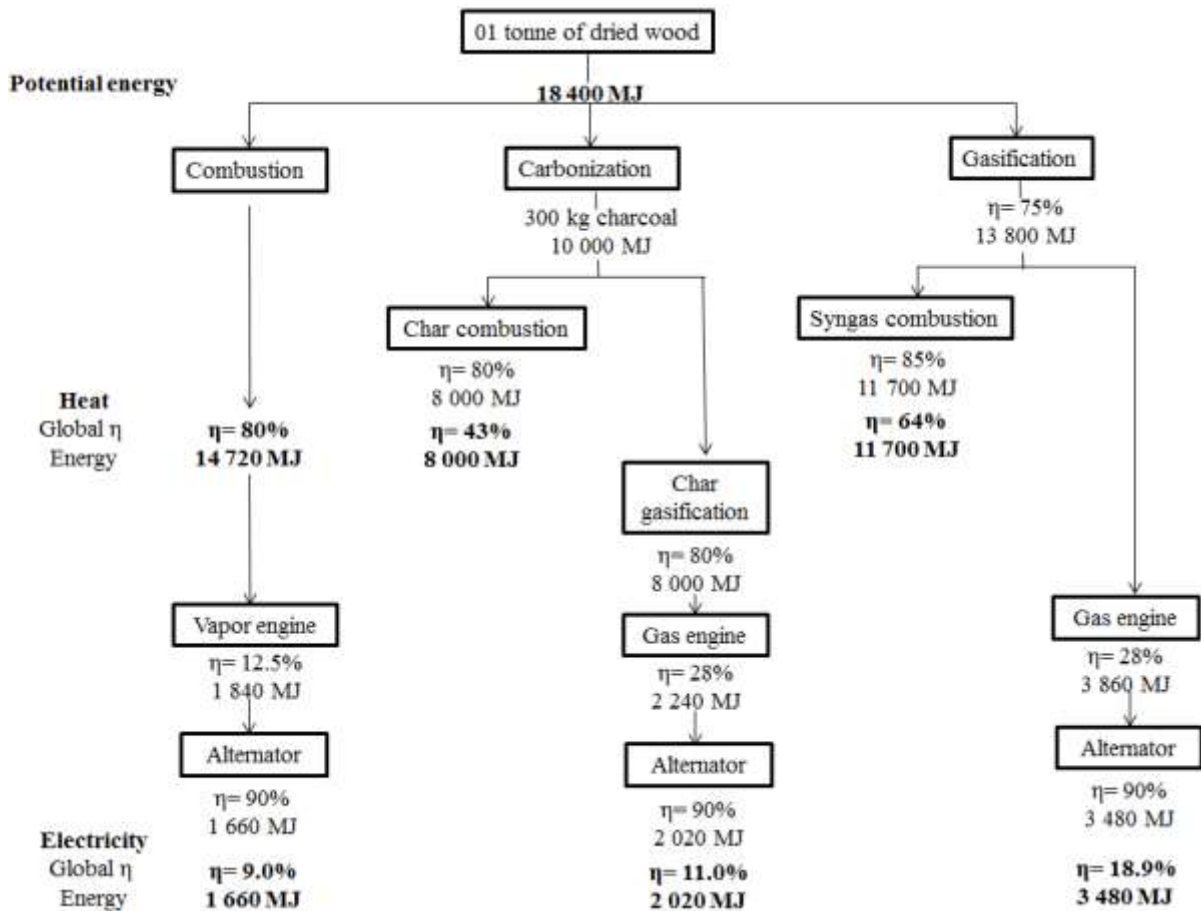 01 tonne of dried wood
Potential energy
18 400 MJ
Combustion
Carbonization
Gasification
300 kg charcoal
10 000 MJ
η= 75%
13 800 MJ
Char combustion
Syngas combustion
η= 80%
8 000 MJ
η= 85%
11 700 MJ
Heat
Global η
Energy
η= 80%
14 720 MJ
η= 43%
8 000 MJ
η= 64%
11 700 MJ
Char
gasification
η= 80%
8 000 MJ
Vapor engine
Gas engine
Gas engine
η= 12.5%
1 840 MJ
η= 28%
2 240 MJ
η= 28%
3 860 MJ
Alternator
Alternator
Alternator
η= 90%
1 660 MJ
η= 90%
2 020 MJ
η= 90%
3 480 MJ
Electricity
Global η
Energy
η= 9.0%
1 660 MJ
η= 11.0%
2 020 MJ
η= 18.9%
3 480 MJ